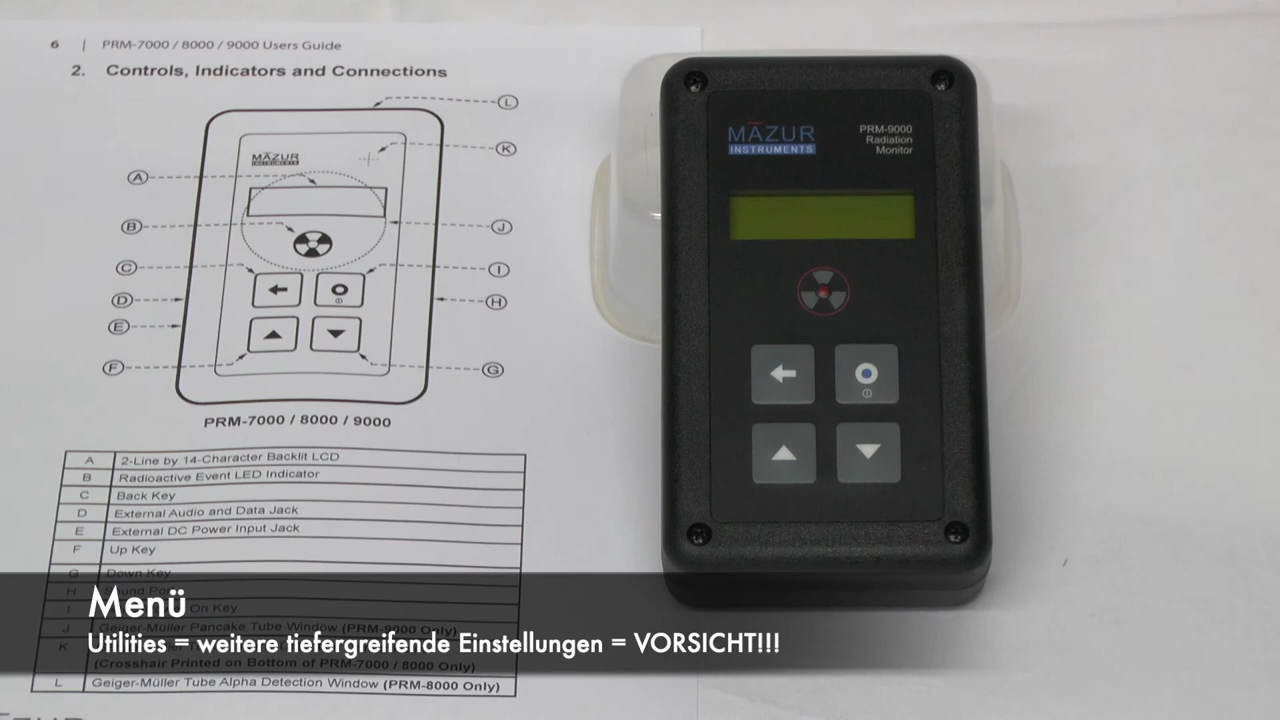 6 | PRM-7000 / 8000 / 9000 Users Guide
2. Controls, Indicators and Connections
L
K
A
B
J
C
I
D
H
E
F
G
MAZUR
INSTRUMENTS
PRM-7000 / 8000 / 9000
A 2-Line by 14-Character Backlit LCD
B Radioactive Event LED Indicator
C Back Key
D External Audio and Data Jack
E External DC Power Input Jack
F Up Key
G Down Key
H Sound Port
I On Key
J Geiger-Müller Pancake Tube Window (PRM-9000 Only)
K
(Crosshair Printed on Bottom of PRM-7000 / 8000 Only)
L Geiger-Müller Tube Alpha Detection Window (PRM-8000 Only)
MĀZUR
INSTRUMENTS
PRM-9000
Radiation
Monitor
Menü
Utilities = weitere tiefergreifende Einstellungen = VORSICHT!!!